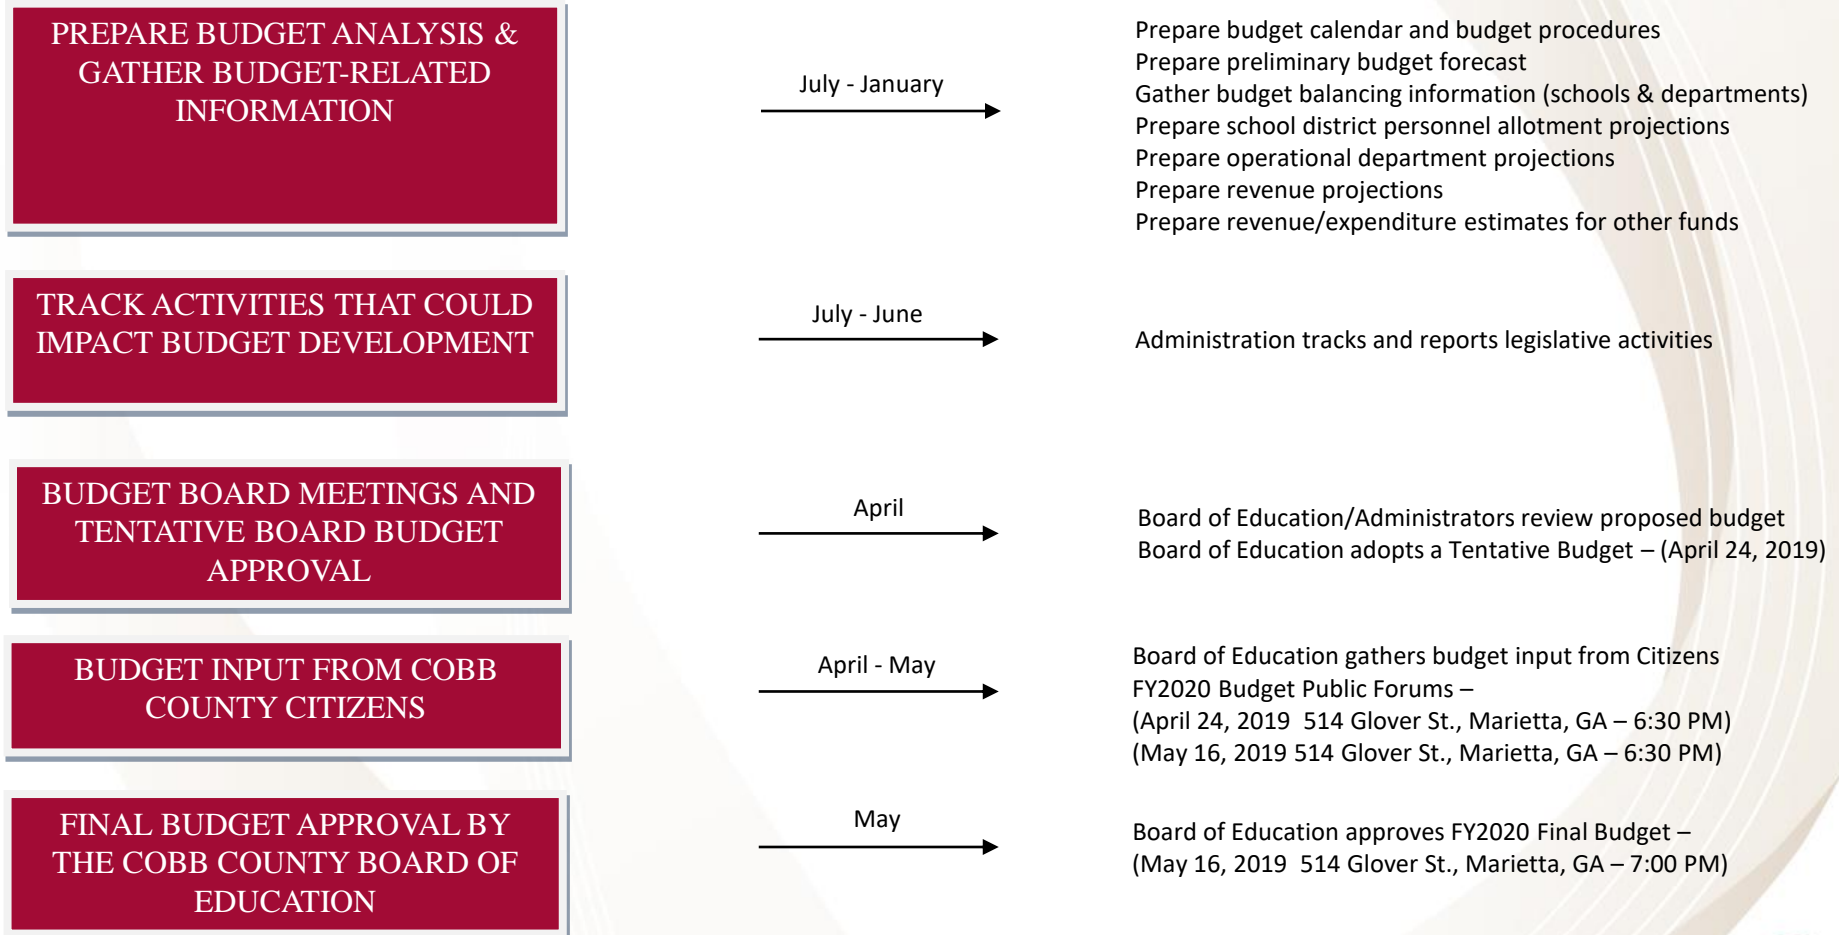 PREPARE BUDGET ANALYSIS &
GATHER BUDGET-RELATED
INFORMATION
July - January
Prepare budget calendar and budget procedures
Prepare preliminary budget forecast
Gather budget balancing information (schools & departments)
Prepare school district personnel allotment projections
Prepare operational department projections
Prepare revenue projections
Prepare revenue/expenditure estimates for other funds
TRACK ACTIVITIES THAT COULD
IMPACT BUDGET DEVELOPMENT
July - June
Administration tracks and reports legislative activities
BUDGET BOARD MEETINGS AND
TENTATIVE BOARD BUDGET
APPROVAL
April
Board of Education/Administrators review proposed budget
Board of Education adopts a Tentative Budget – (April 24, 2019)
BUDGET INPUT FROM COBB
COUNTY CITIZENS
April - May
Board of Education gathers budget input from Citizens
FY2020 Budget Public Forums –
(April 24, 2019  514 Glover St., Marietta, GA – 6:30 PM)
(May 16, 2019 514 Glover St., Marietta, GA – 6:30 PM)
FINAL BUDGET APPROVAL BY
THE COBB COUNTY BOARD OF
EDUCATION
May
Board of Education approves FY2020 Final Budget –
(May 16, 2019  514 Glover St., Marietta, GA – 7:00 PM)